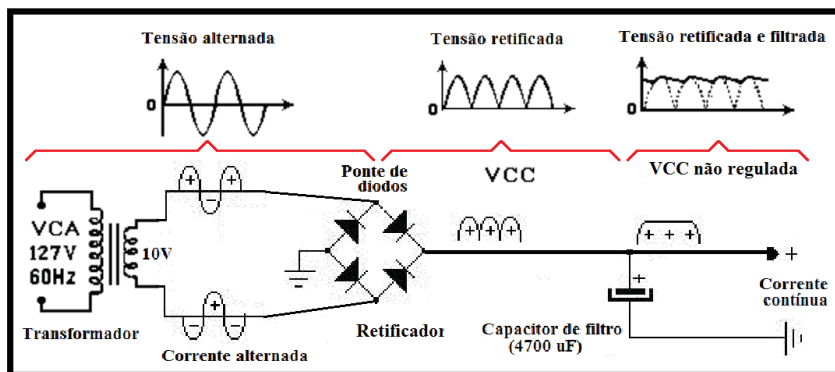 Tensão alternada
0
Tensão retificada
0
Tensão retificada e filtrada
0
Ponte de
diodos
VCC
VCC não regulada
VCA
127V
60Hz
10V
+ + -
+ + +
+ + +
+
+
Corrente
contínua
Transformador
- + -
Corrente alternada
Retificador
Capacitor de filtro
(4700 uF)